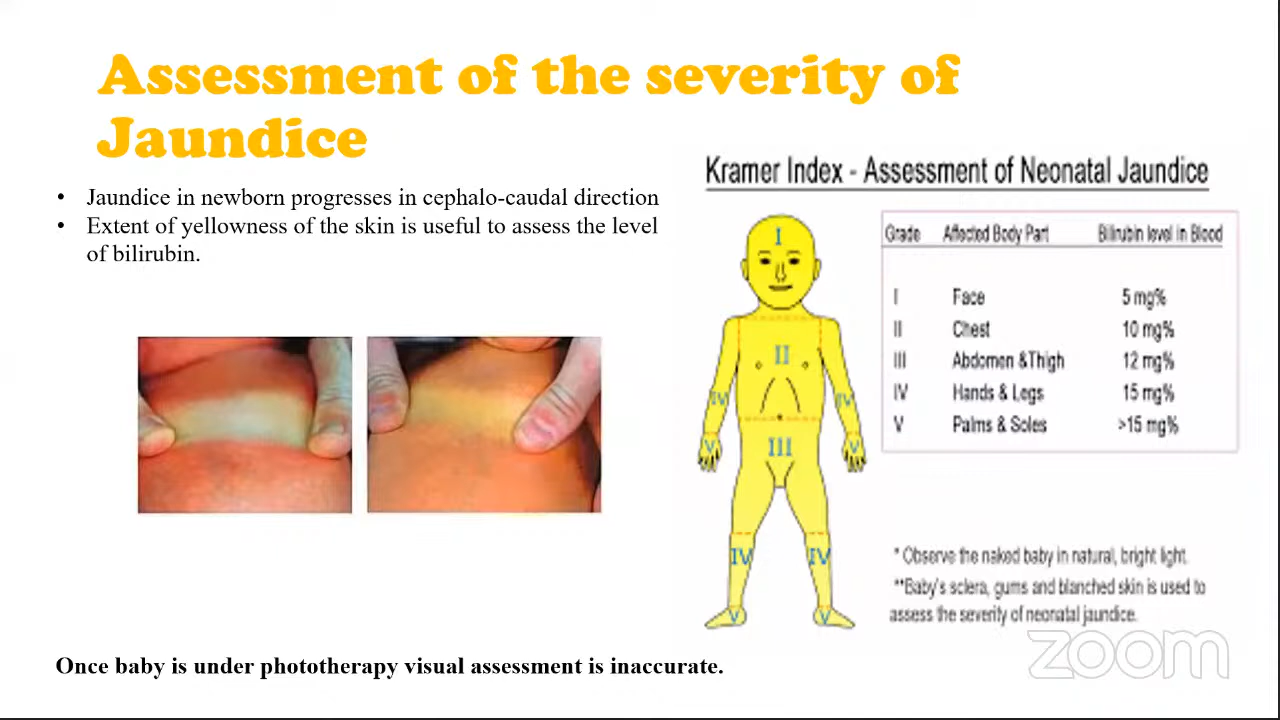 Assessment of the severity of
Jaundice
• Jaundice in newborn progresses in cephalo-caudal direction
• Extent of yellowness of the skin is useful to assess the level
of bilirubin.
Kramer Index - Assessment of Neonatal Jaundice
Grade Affected Body Part Bilirubin level in Blood
I Face 5 mg%
II Chest 10 mg%
III Abdomen &Thigh 12 mg%
IV Hands & Legs 15 mg%
V Palms & Soles >15 mg%
I
II
IV IV
V III V
IV IV
V V
* Observe the naked baby in natural, bright light.
**Baby's sclera, gums and blanched skin is used to
assess the severity of neonatal jaundice.
zoom
Once baby is under phototherapy visual assessment is inaccurate.